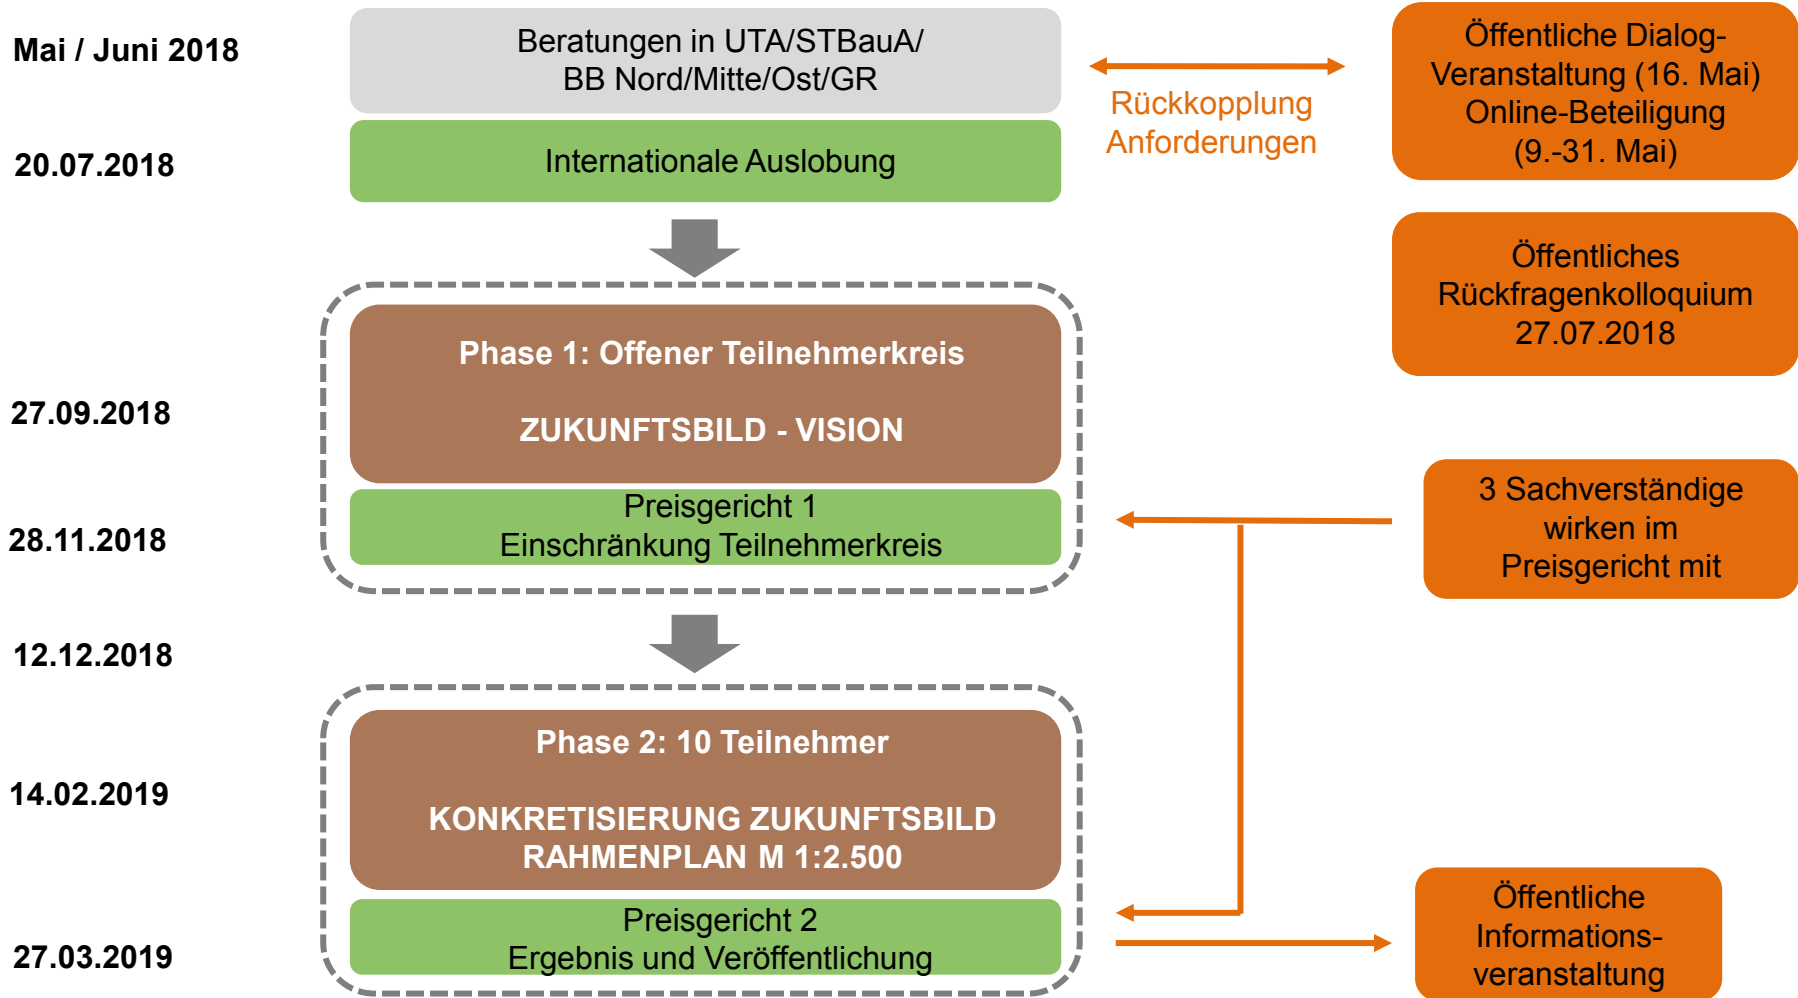 Mai / Juni 2018
Beratungen in UTA/STBauA/
BB Nord/Mitte/Ost/GR
Rückkopplung
Anforderungen
Öffentliche Dialog-
Veranstaltung (16. Mai)
Online-Beteiligung
(9.-31. Mai)
20.07.2018
Internationale Auslobung
Öffentliches
Rückfragenkolloquium
27.07.2018
Phase 1: Offener Teilnehmerkreis
27.09.2018
ZUKUNFTSBILD - VISION
28.11.2018
Preisgericht 1
Einschränkung Teilnehmerkreis
3 Sachverständige
wirken im
Preisgericht mit
12.12.2018
Phase 2: 10 Teilnehmer
14.02.2019
KONKRETISIERUNG ZUKUNFTSBILD
RAHMENPLAN M 1:2.500
27.03.2019
Preisgericht 2
Ergebnis und Veröffentlichung
Öffentliche
Informations-
veranstaltung